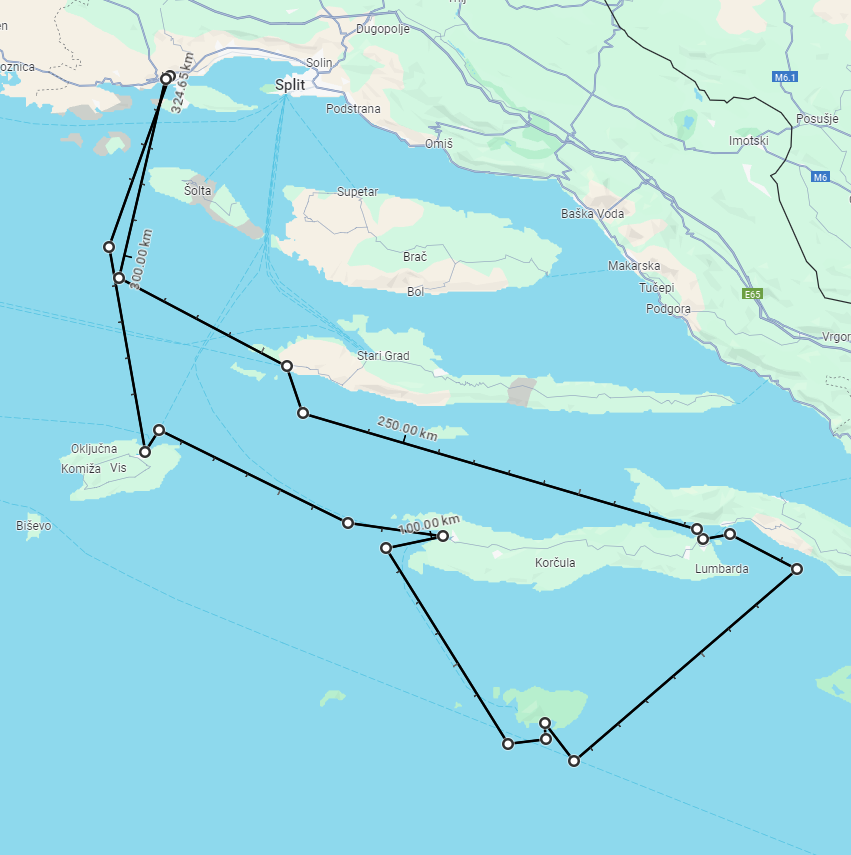 Dugopolje
Solin
oznica
324.65 km
M6.1
Split
Podstrana
Posušje
Omiš
Imotski
M6
Šolta
Supetar
Baška Voda
300.00 km
Brač
Makarska
Bol
Tučepi
E65
Podgora
Vrgor
Stari Grad
250.00 km
Oključna
Komiža
Vis
Biševo
100.00 km
Korčula
Lumbarda